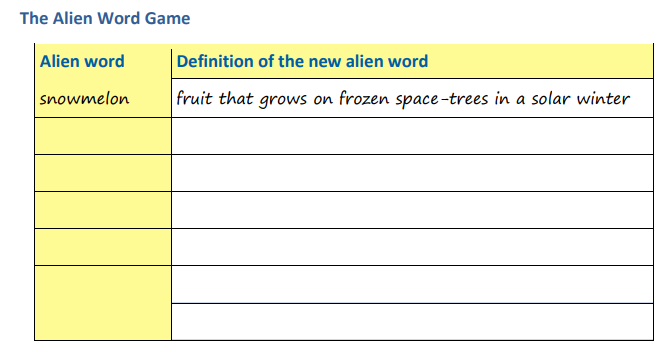 The Alien Word Game
Alien word Definition of the new alien word
snowmelon fruit that grows on frozen space-trees in a solar winter